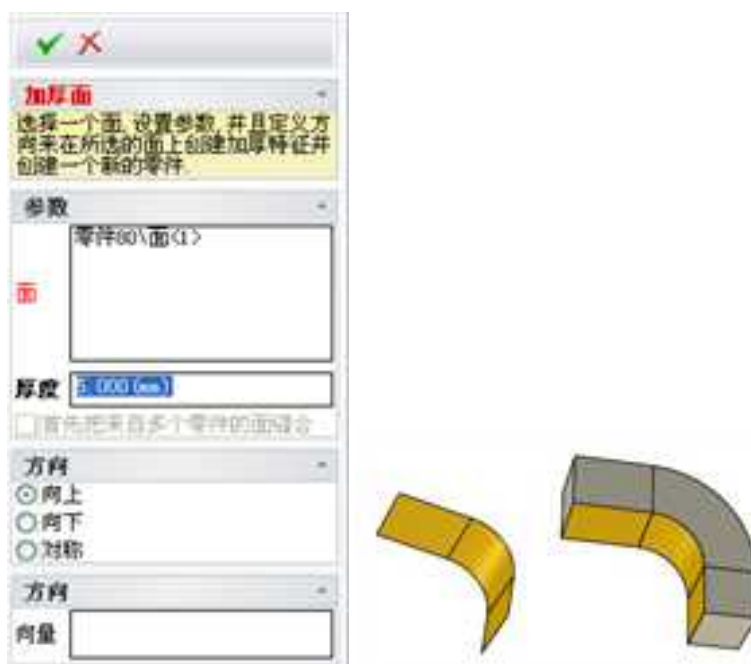 加厚面
选择一个面,设置参数,并且定义方
向来在所选的面上创建加厚特征并
创建一个新的零件.
参数
零件80\面<1>
面
厚度
5.000(mm)
首先把来自多个零件的面缝合
方向
向上
向下
对称
方向
向量